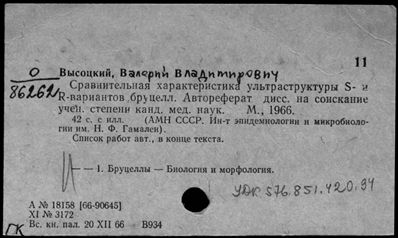 11
О
86262
Высоцкий, Валерий Владимирович
Сравнительная характеристика ультраструктуры S- и
R-вариантов бруцелл. Автореферат дисс. на соискание
учен. степени канд. мед. наук. М., 1966.
42 с. с илл. (АМН СССР. Ин-т эпидемиологии и микробиоло-
гии им. Н. Ф. Гамалеи).
Список работ авт., в конце текста.
— 1. Бруцеллы — Биология и морфология.
УДК 576.851.420.94
А № 18158 [66-90645]
XI № 3172
Вс. кн. пал. 20 XII 66 В934
ГК